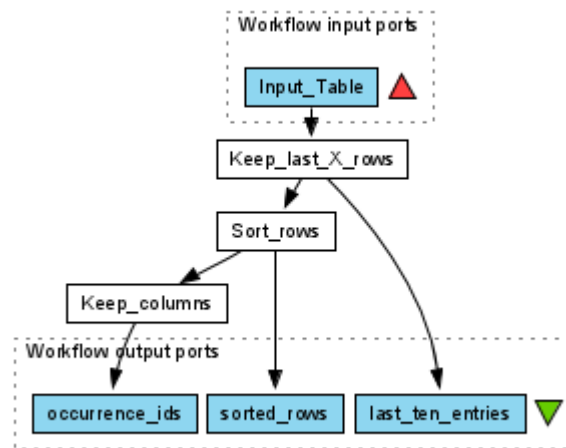 Workflow input ports
Input_Table
Keep_last_X_rows
Sort_rows
Keep_columns
Workflow output ports
occurrence_ids
sorted_rows
last_ten_entries